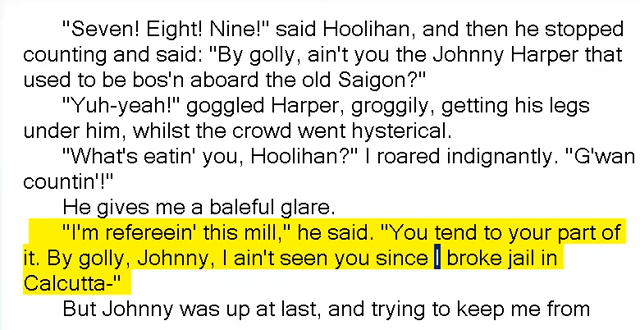 "Seven! Eight! Nine!" said Hoolihan, and then he stopped
counting and said: "By golly, ain't you the Johnny Harper that
used to be bos'n aboard the old Saigon?"
"Yuh-yeah!" goggled Harper, groggily, getting his legs
under him, whilst the crowd went hysterical.
"What's eatin' you, Hoolihan?" I roared indignantly. "G'wan
countin'!"
He gives me a baleful glare.
"I'm refereein' this mill," he said. "You tend to your part of
it. By golly, Johnny, I ain't seen you since I broke jail in
Calcutta-"
But Johnny was up at last, and trying to keep me from